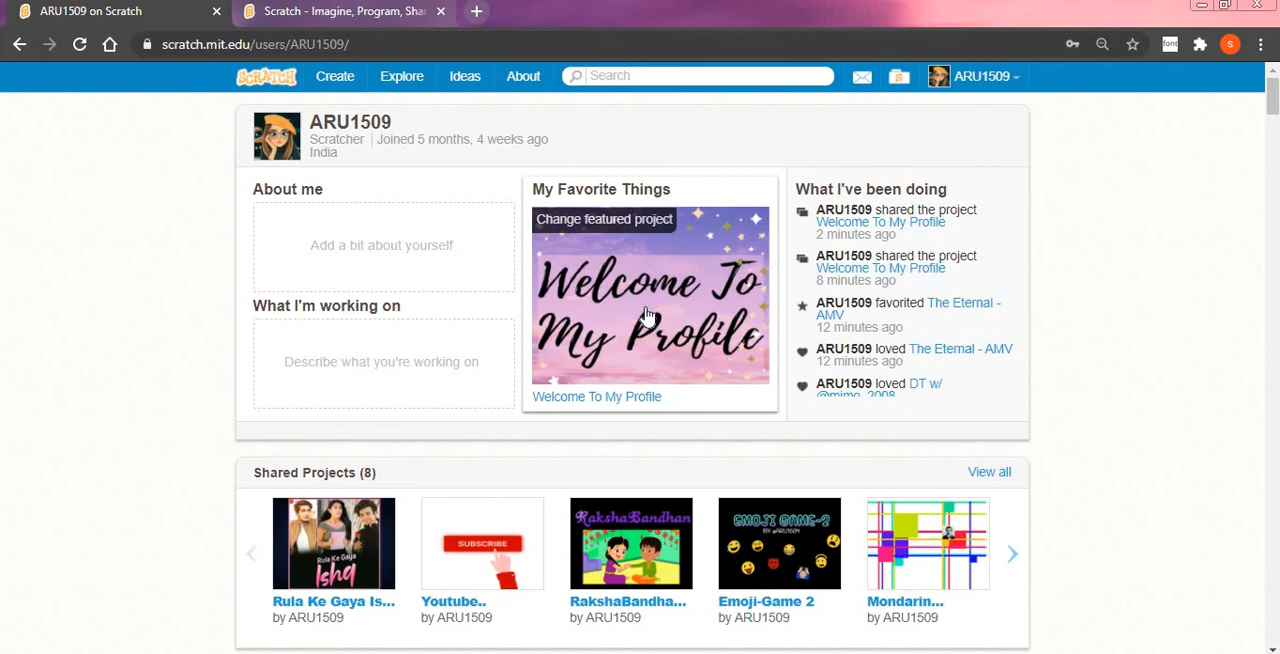 ARU1509 on Scratch
Scratch - Imagine, Program, Shar
scratch.mit.edu/users/ARU1509/
font
S
SCRATCH
Create
Explore
Ideas
About
Search
ARU1509
ARU1509
Scratcher | Joined 5 months, 4 weeks ago
India
About me
Add a bit about yourself
What I'm working on
Describe what you're working on
My Favorite Things
Change featured project
Welcome To
My Profile
Welcome To My Profile
What I've been doing
ARU1509 shared the project
Welcome To My Profile
2 minutes ago
ARU1509 shared the project
Welcome To My Profile
8 minutes ago
ARU1509 favorited The Eternal -
AMV
12 minutes ago
ARU1509 loved The Eternal - AMV
12 minutes ago
ARU1509 loved DT w/
@mimo_2008
Shared Projects (8)
View all
Rula Ke Gaya
Ishq
SUBSCRIBE
RakshaBandhan
EMOJI GAME-2
BY: @ARU1509
Rula Ke Gaya Is...
by ARU1509
Youtube..
by ARU1509
RakshaBandha...
by ARU1509
Emoji-Game 2
by ARU1509
Mondarin...
by ARU1509